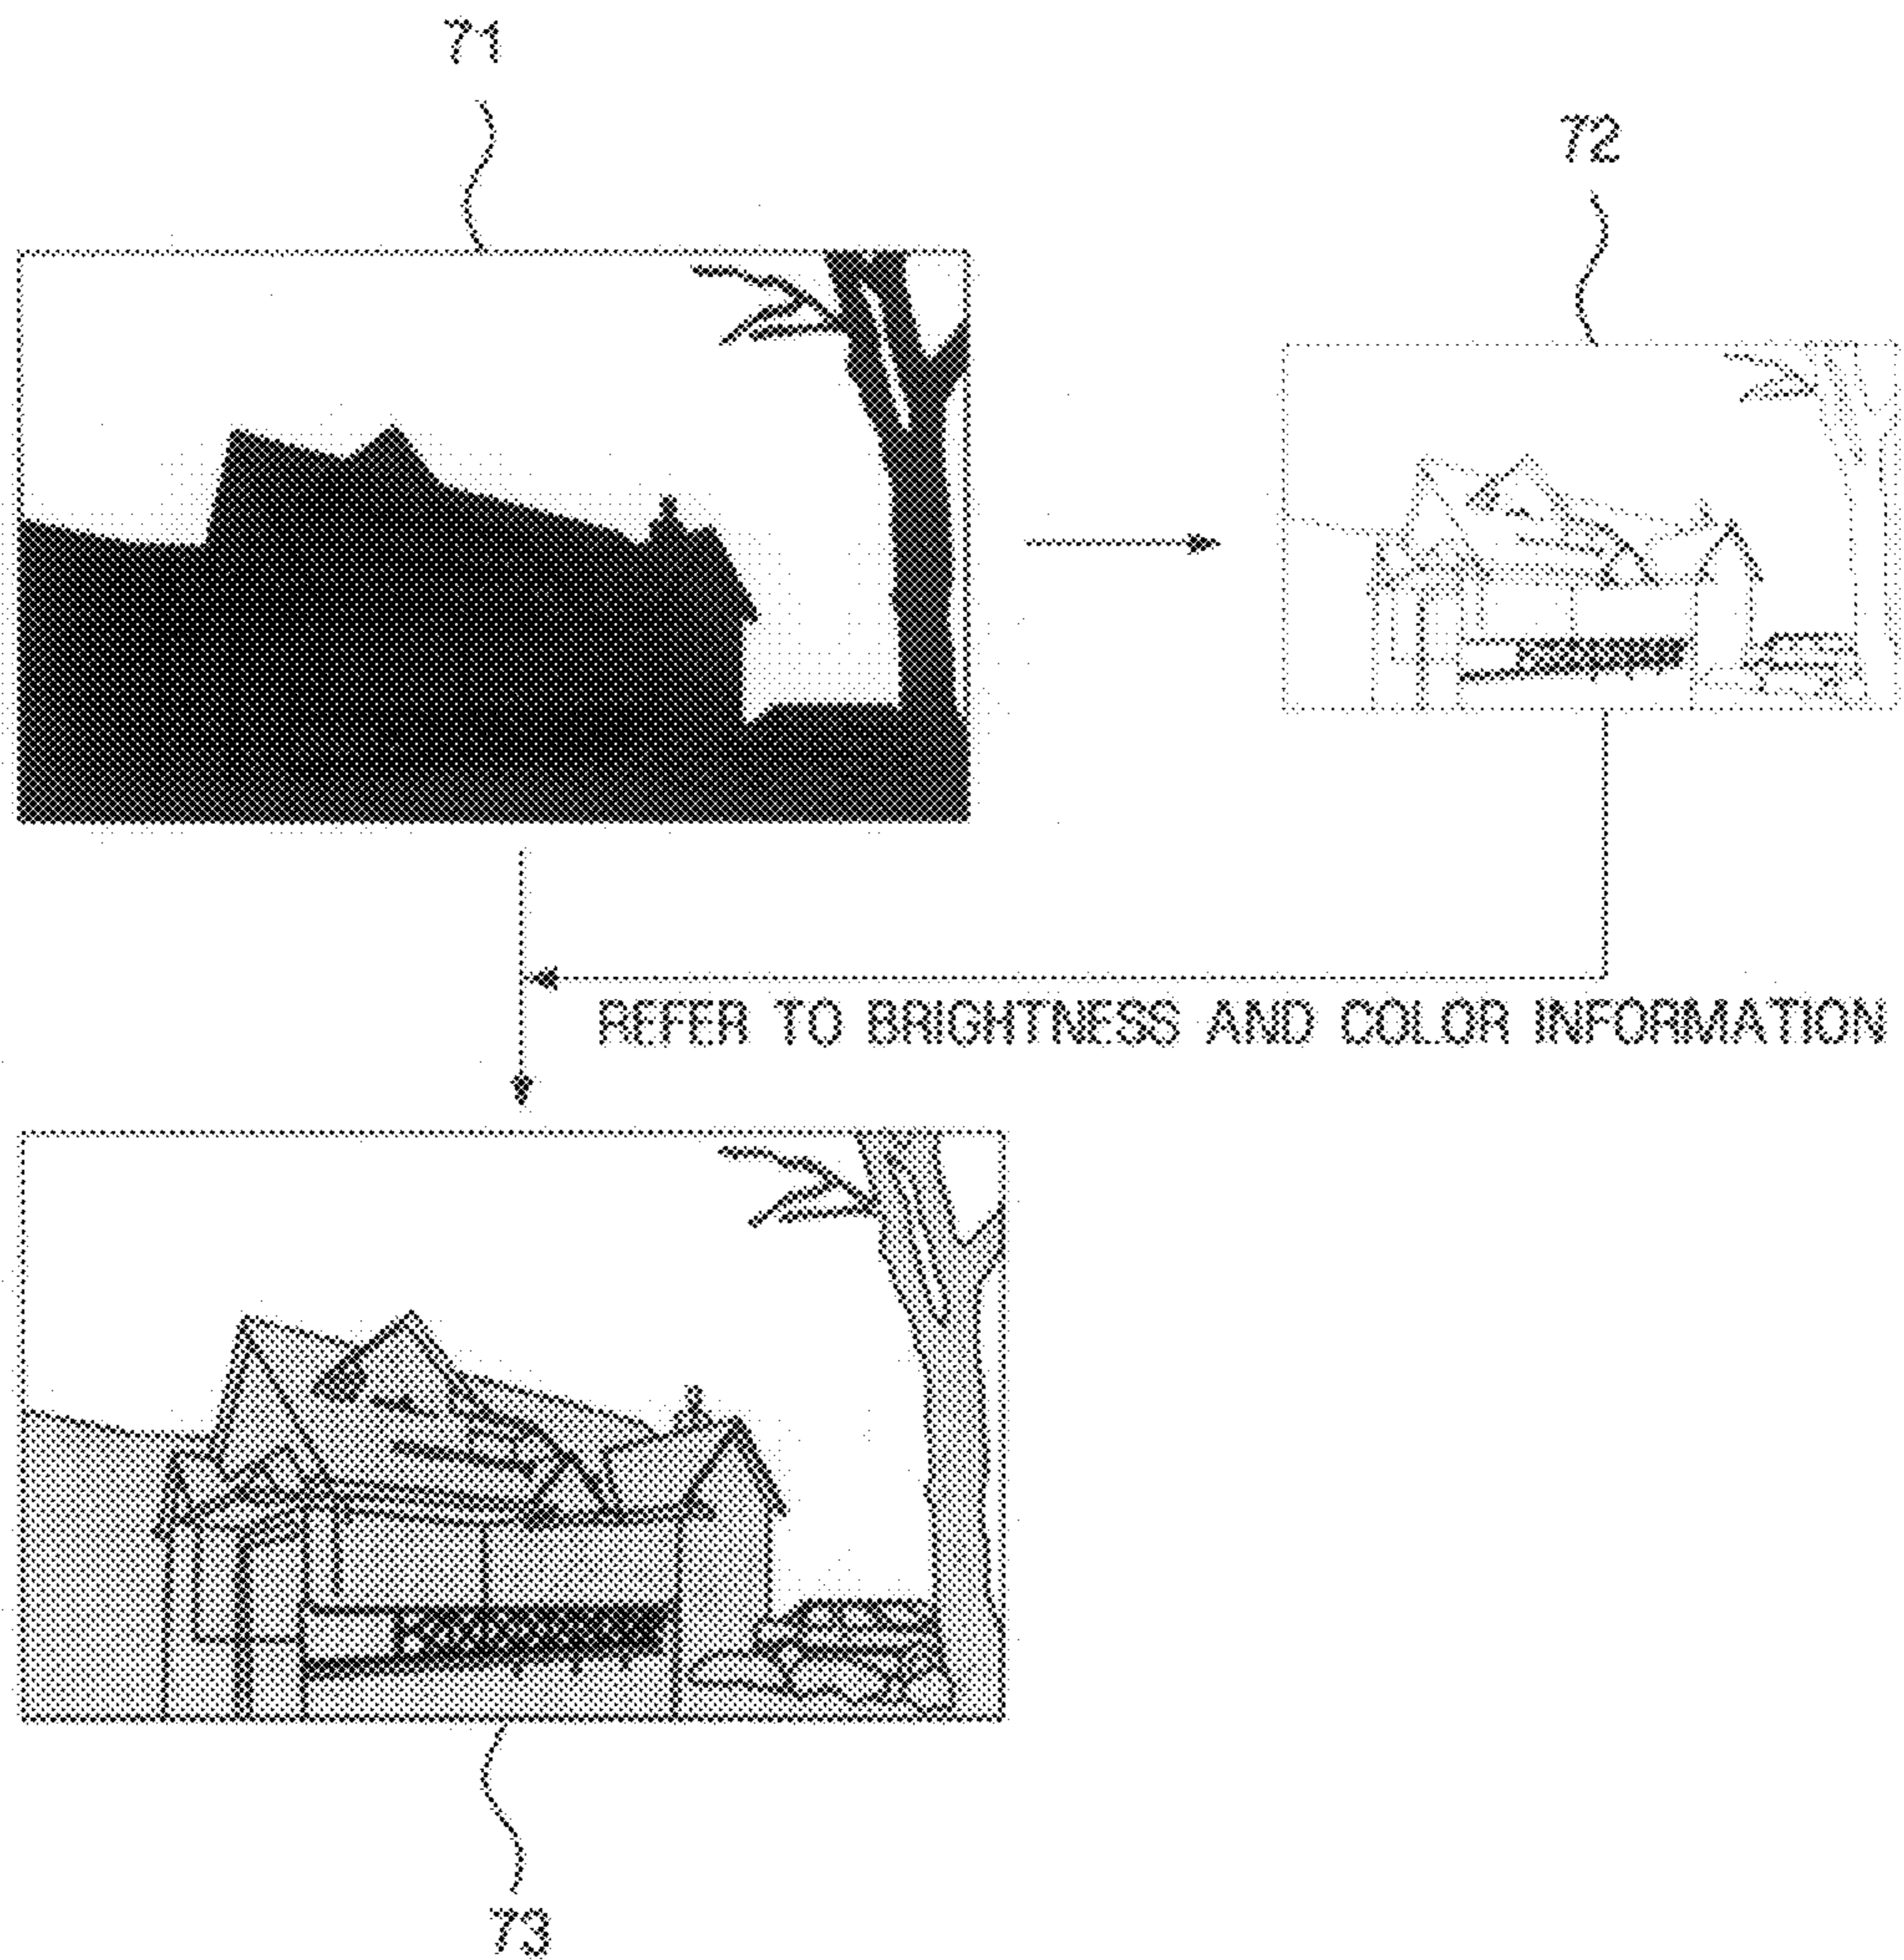 71
72
REFER TO BRIGHTNESS AND COLOR INFORMATION
73